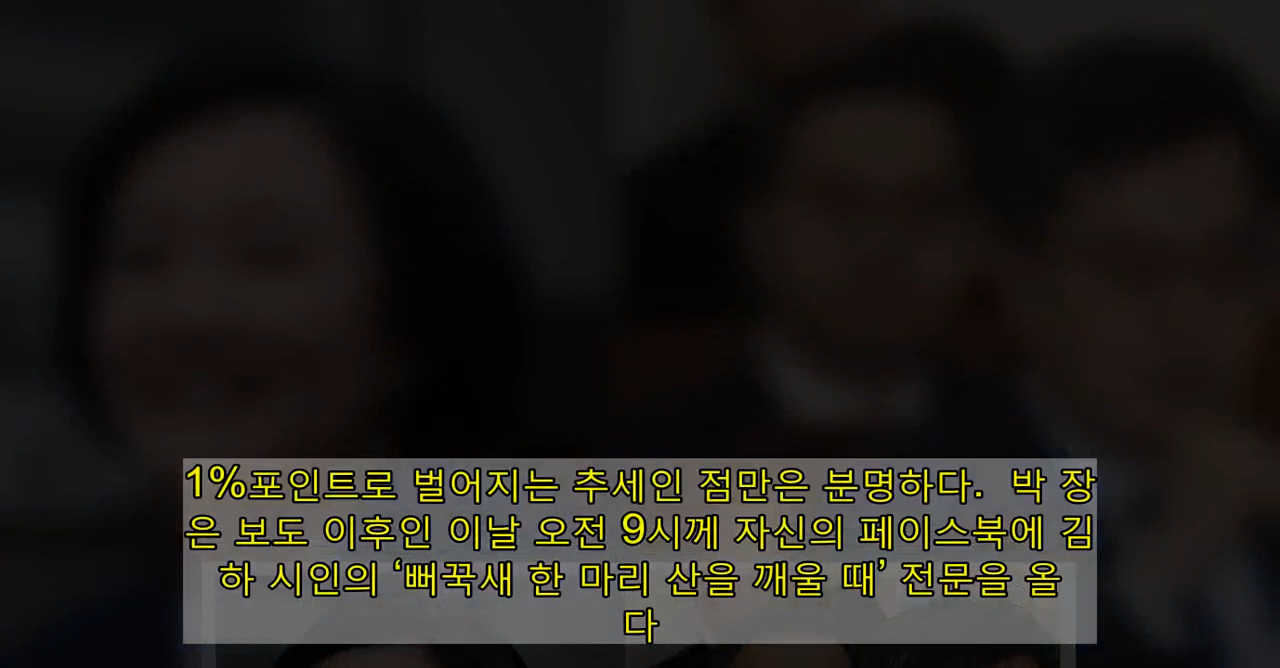 1%포인트로 벌어지는 추세인 점만은 분명하다. 박 장
은 보도 이후인 이날 오전 9시께 자신의 페이스북에 김
하 시인의 ‘뻐꾹새 한 마리 산을 깨울 때’ 전문을 올
다